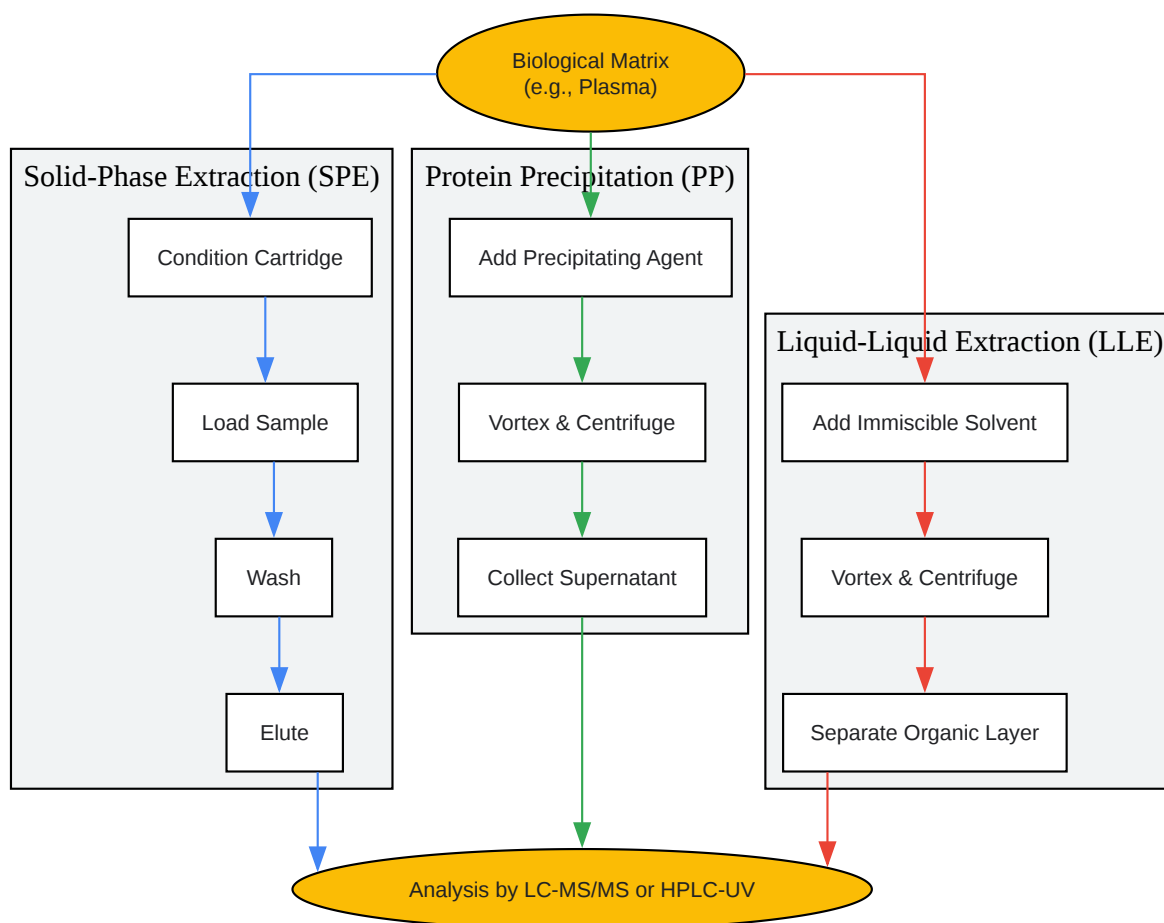 Biological Matrix
(e.g., Plasma)
Solid-Phase Extraction (SPE)
Condition Cartridge
Load Sample
Wash
Elute
Protein Precipitation (PP)
Add Precipitating Agent
Vortex & Centrifuge
Collect Supernatant
Liquid-Liquid Extraction (LLE)
Add Immiscible Solvent
Vortex & Centrifuge
Separate Organic Layer
Analysis by LC-MS/MS or HPLC-UV